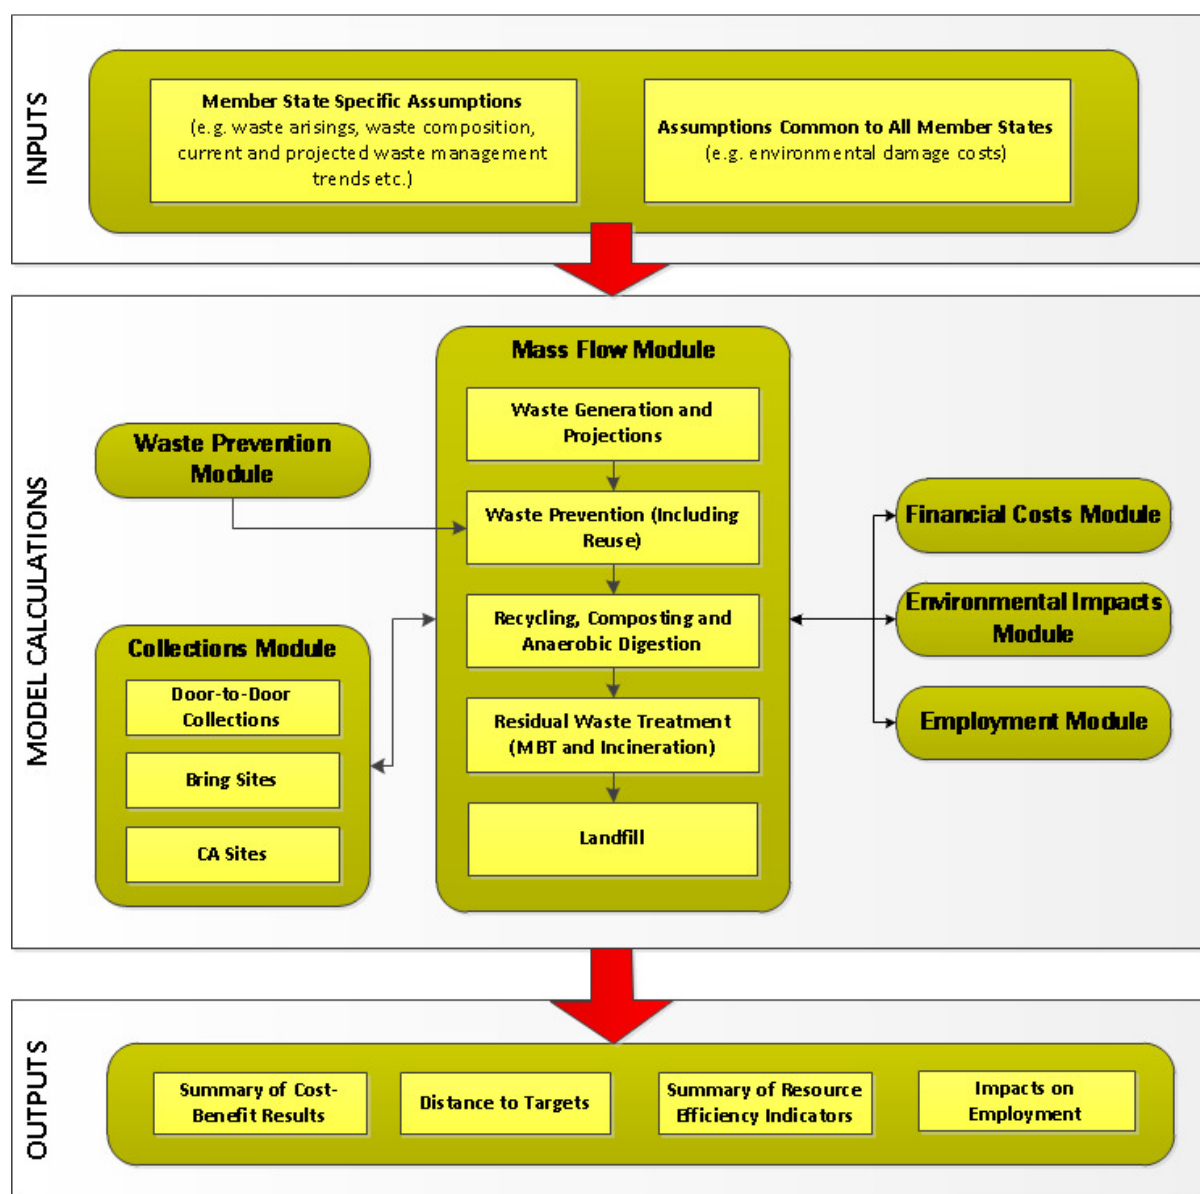 INPUTS
Member State Specific Assumptions
(e.g. waste arisings, waste composition,
current and projected waste management
trends etc.)
Assumptions Common to All Member States
(e.g. environmental damage costs)
MODEL CALCULATIONS
Waste Prevention
Module
Collections Module
Door-to-Door
Collections
Bring Sites
CA Sites
Mass Flow Module
Waste Generation and
Projections
Waste Prevention (Including
Reuse)
Recycling, Composting and
Anaerobic Digestion
Residual Waste Treatment
(MBT and Incineration)
Landfill
Financial Costs Module
Environmental Impacts
Module
Employment Module
OUTPUTS
Summary of Cost-
Benefit Results
Distance to Targets
Summary of Resource
Efficiency Indicators
Impacts on
Employment